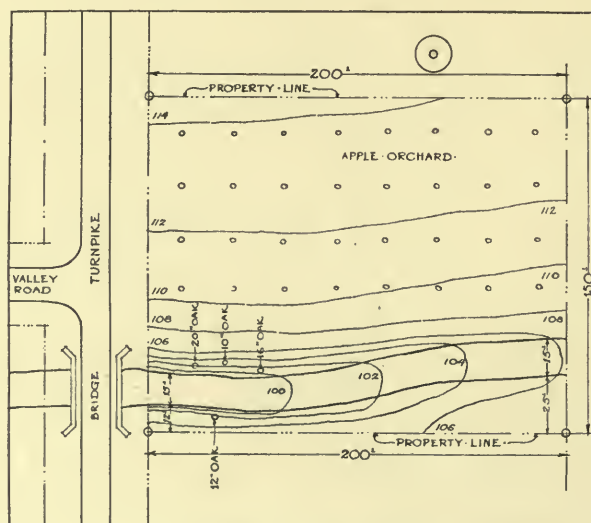 200'
PROPERTY·LINE
114
APPLE·ORCHARD·
112
112
VALLEY
ROAD
TURNPIKE
110
110
108
108
106
20"OAK
10"OAK
16"OAK
15'
104
102
100
BRIDGE
15'
12'
25'
106
150'
12"OAK
PROPERTY·LINE
200'